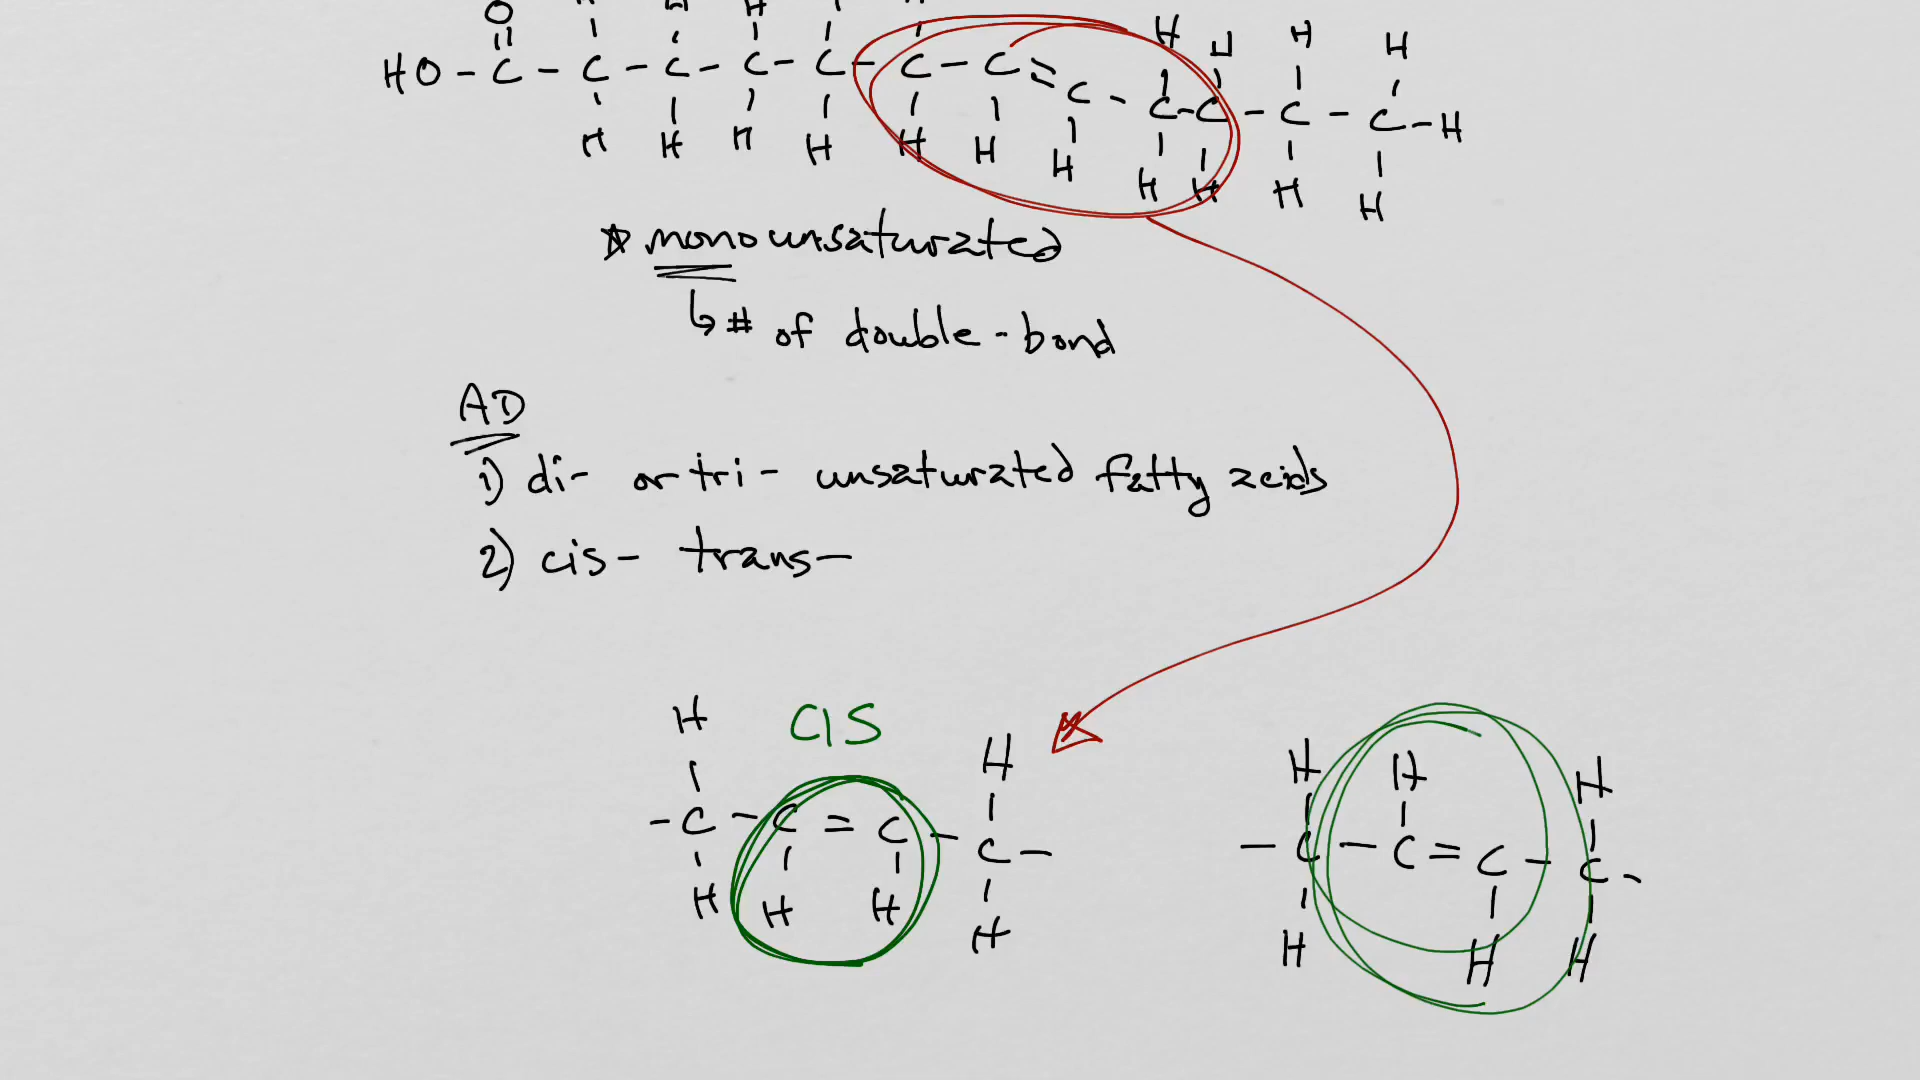 O H H H H
HO - C - C - C - C - C - C - C = C - C - C - C - C - H
H H H H
H H H H H H H H H H H
* monounsaturated
↳ # of double-bond
AD
1) di- or tri- unsaturated fatty acids
2) cis- trans-
CIS
H H H H H
- C - C = C - C - - C - C = C - C -
H H H H H H H